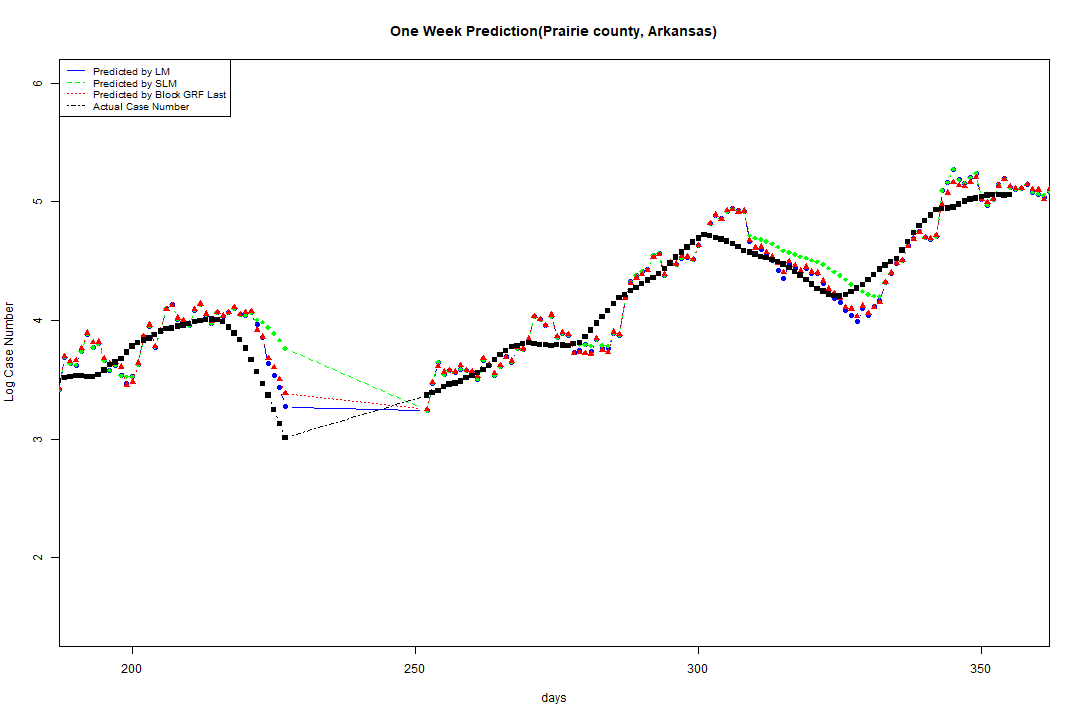 One Week Prediction(Prairie county, Arkansas)
Predicted by LM
Predicted by SLM
Predicted by Block GRF Last
Actual Case Number
6
5
4
3
2
Log Case Number
200
250
300
350
days